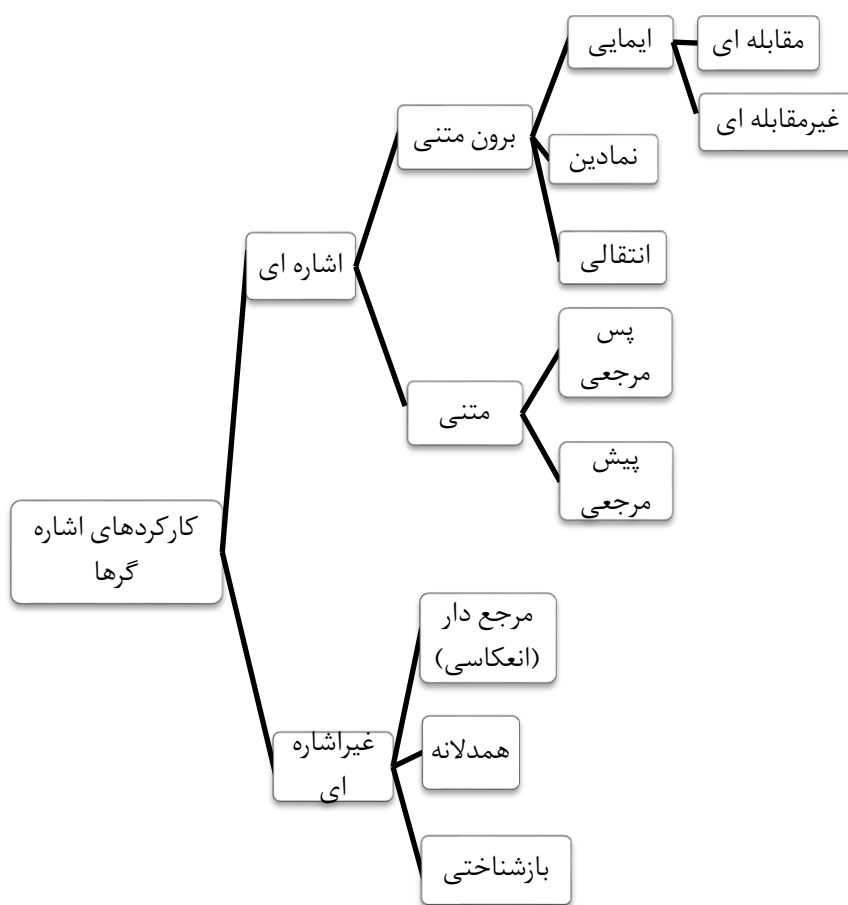 کارکردهای اشاره
گرها
اشاره ای
برون متنی
ایمایی
مقابله ای
غیرمقابله ای
نمادین
انتقالی
متنی
پس
مرجعی
پیش
مرجعی
غیراشاره
ای
مرجع دار
(انعکاسی)
همدلانه
بازشناختی